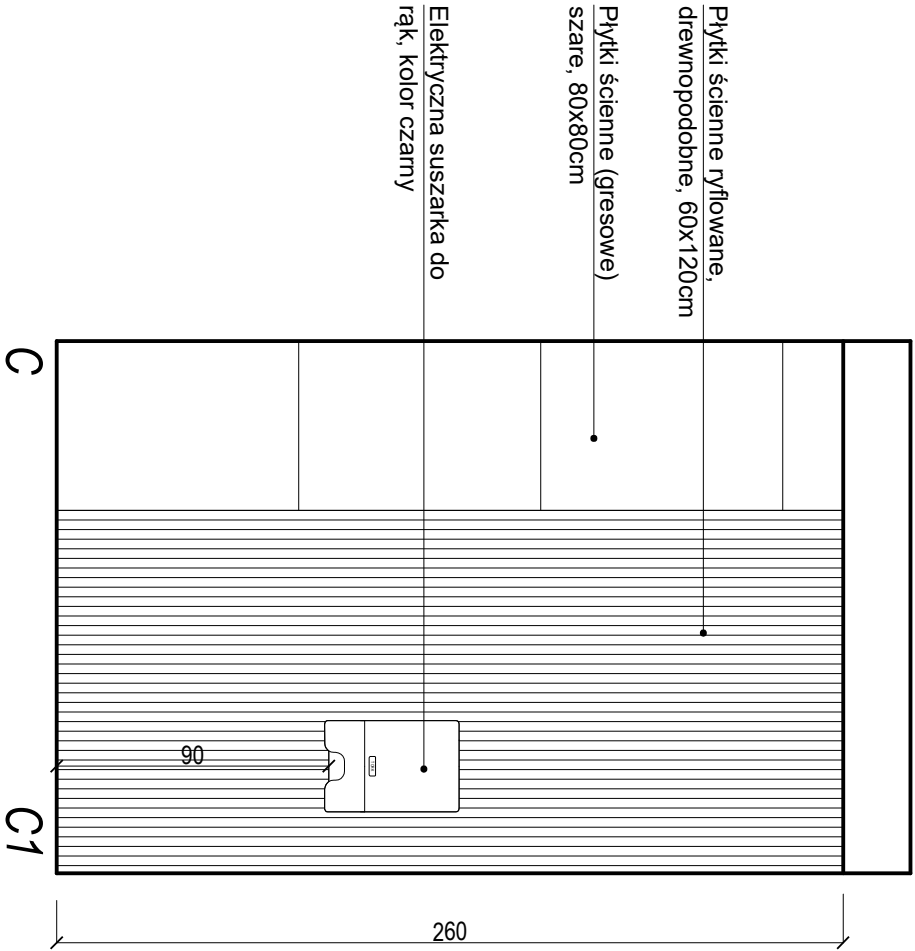 Płytki ścienne ryflowane,
drewnopodobne, 60x120cm
Płytki ścienne (gresowe)
szare, 80x80cm
Elektryczna suszarka do
rąk, kolor czarny
90
260
C
C1